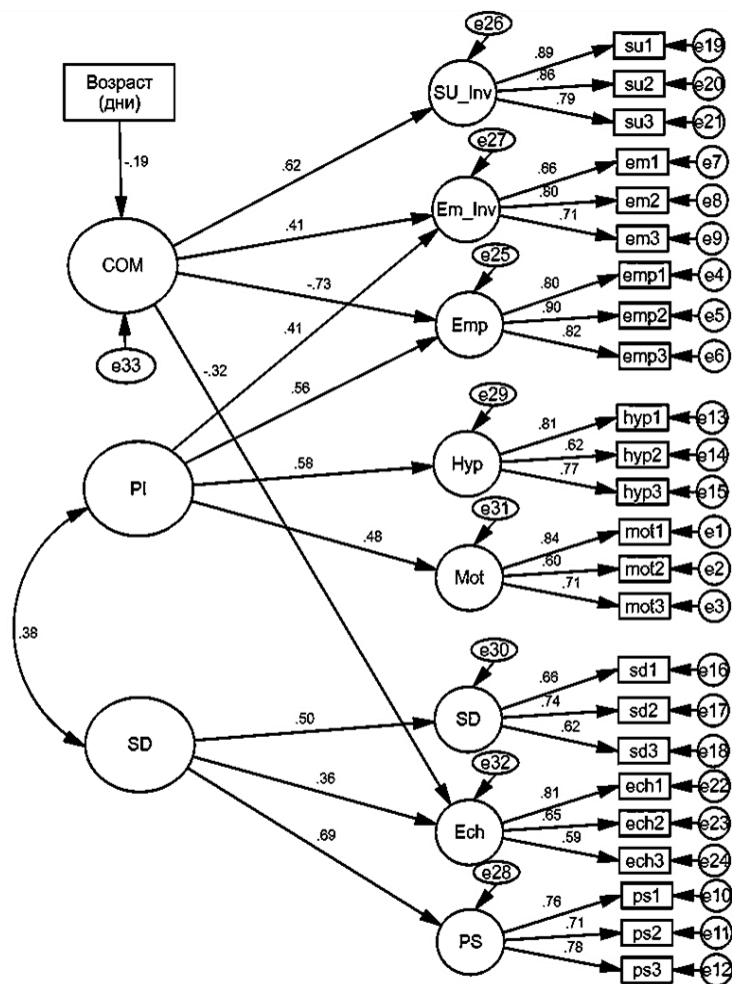 e26
.89
su1
e19
Возраст
(дни)
SU_Inv
.86
su2
e20
.79
su3
e21
-.19
.62
e27
.66
em1
e7
Em_Inv
.80
em2
e8
.71
em3
e9
COM
.41
e25
-.73
.80
emp1
e4
Emp
.90
emp2
e5
.41
.82
emp3
e6
e33
-.32
.56
e29
.81
hyp1
e13
PI
.58
Hyp
.62
hyp2
e14
.77
hyp3
e15
e31
.48
.84
mot1
e1
Mot
.60
mot2
e2
.71
mot3
e3
.38
e30
.66
sd1
e16
SD
.50
SD
.74
sd2
e17
.62
sd3
e18
e32
.36
.81
ech1
e22
Ech
.65
ech2
e23
.59
ech3
e24
.69
e28
.76
ps1
e10
PS
.71
ps2
e11
.78
ps3
e12